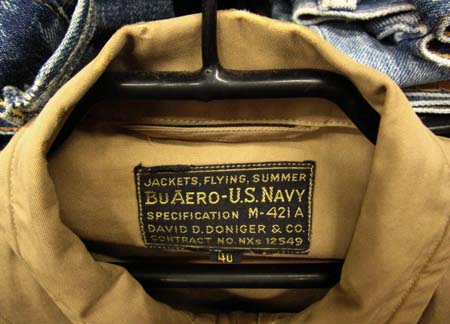 JACKETS, FLYING, SUMMER
BUAERO-U.S. NAVY
SPECIFICATION M-421A
DAVID D. DONIGER & CO.
CONTRACT NO. NXs 12549
40